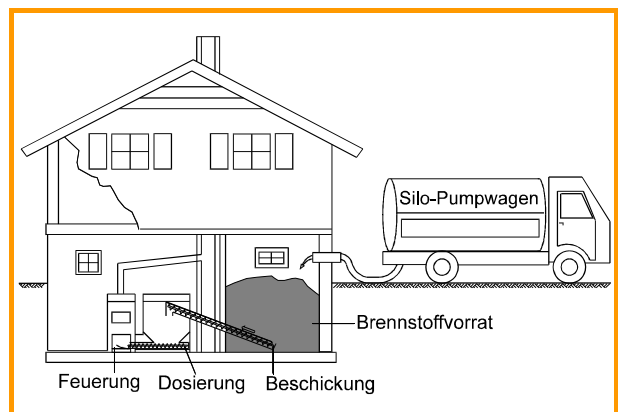 Silo-Pumpwagen
Brennstoffvorrat
Feuerung
Dosierung
Beschickung